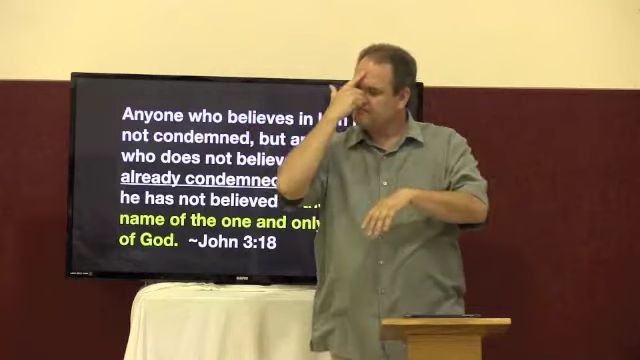 Anyone who believes in
not condemned, but
who does not believe
already condemned
he has not believed
name of the one and only
of God. ~John 3:18